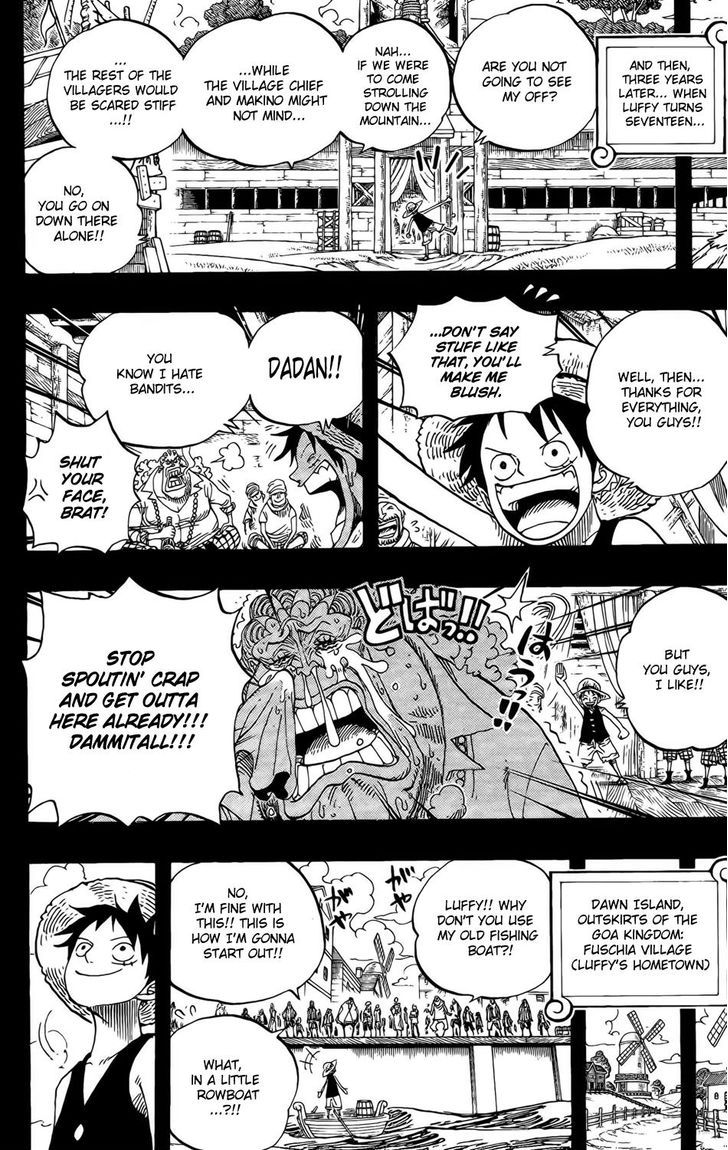 AND THEN,
THREE YEARS
LATER... WHEN
LUFFY TURNS
SEVENTEEN...
ARE YOU NOT
GOING TO SEE
MY OFF?
NAH...
IF WE WERE
TO COME
STROLLING
DOWN THE
MOUNTAIN...
...WHILE
THE VILLAGE CHIEF
AND MAKINO MIGHT
NOT MIND...
...
THE REST OF THE
VILLAGERS WOULD
BE SCARED STIFF
...!!
NO,
YOU GO ON
DOWN THERE
ALONE!!
WELL, THEN...
THANKS FOR
EVERYTHING,
YOU GUYS!!
...DON'T SAY
STUFF LIKE
THAT, YOU'LL
MAKE ME
BLUSH.
DADAN!!
YOU
KNOW I HATE
BANDITS...
SHUT
YOUR
FACE,
BRAT!
BUT
YOU GUYS,
I LIKE!!
はうっ!!
どばっ!!
STOP
SPOUTIN' CRAP
AND GET OUTTA
HERE ALREADY!!!
DAMMITALL!!!
DAWN ISLAND,
OUTSKIRTS OF THE
GOA KINGDOM:
FUSCHIA VILLAGE
(LUFFY'S HOMETOWN)
LUFFY!! WHY
DON'T YOU USE
MY OLD FISHING
BOAT?!
がや
がや
NO,
I'M FINE WITH
THIS!! THIS IS
HOW I'M GONNA
START OUT!!
WHAT,
IN A LITTLE
ROWBOAT
...?!!